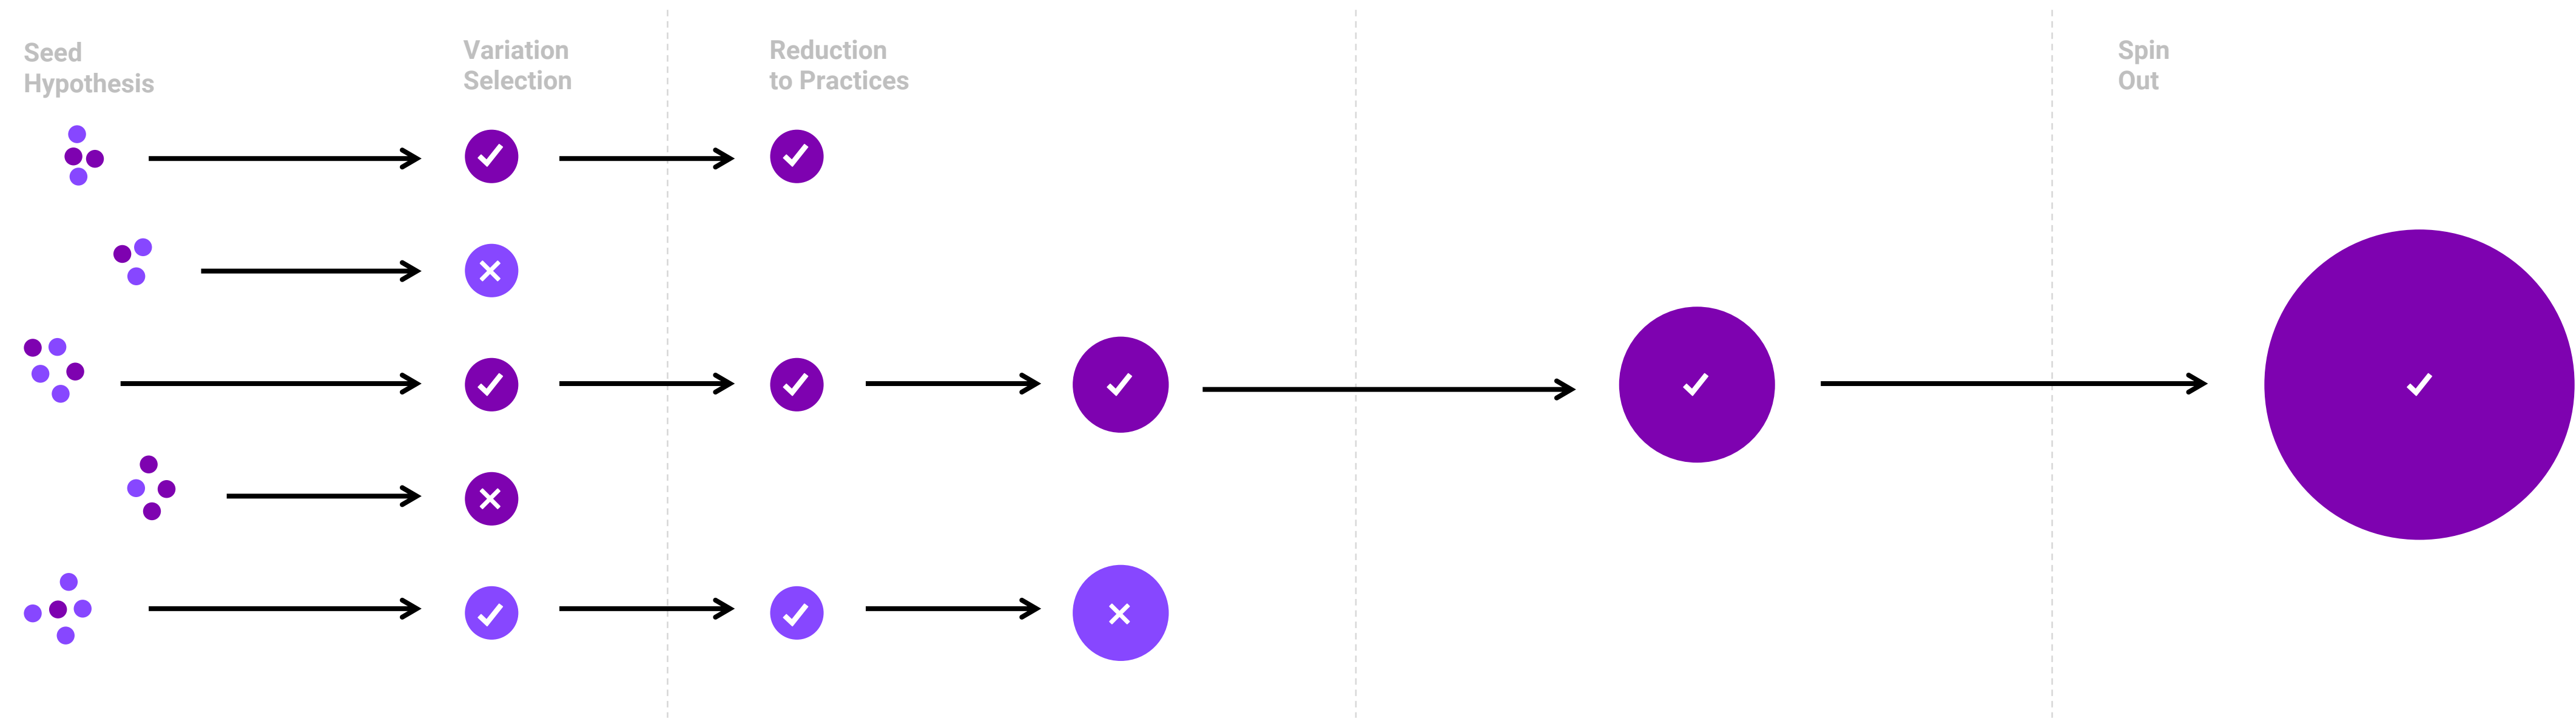 Seed
Hypothesis
Variation
Selection
Reduction
to Practices
Spin
Out